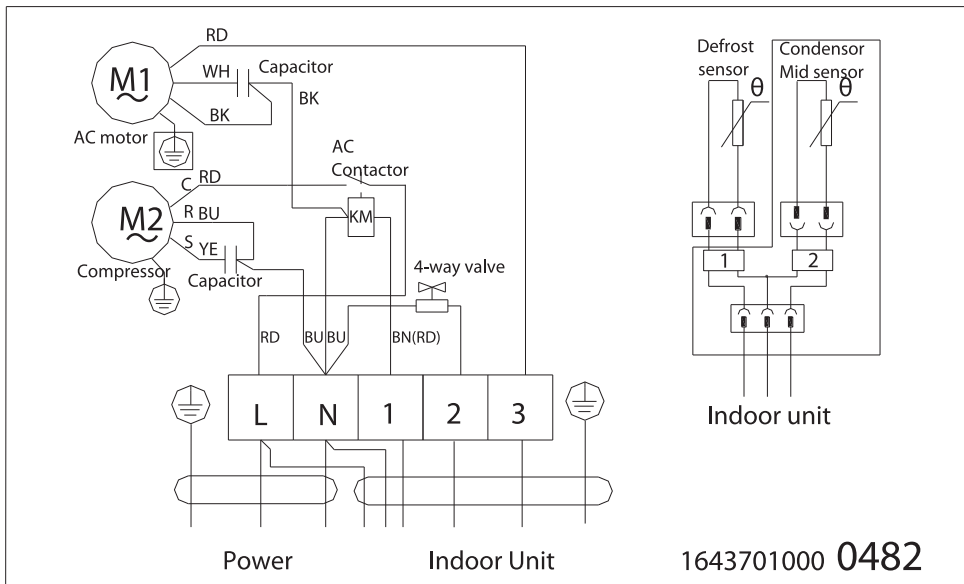 RD
M1
WH
Capacitor
BK
BK
AC motor
AC
Contactor
C
RD
KM
R
BU
M2
S
YE
Compressor
Capacitor
4-way valve
RD
BU
BU
BN(RD)
L
N
1
2
3
Power
Indoor Unit
Defrost
sensor
Condensor
Mid sensor
θ
θ
1
2
Indoor unit
1643701000 0482